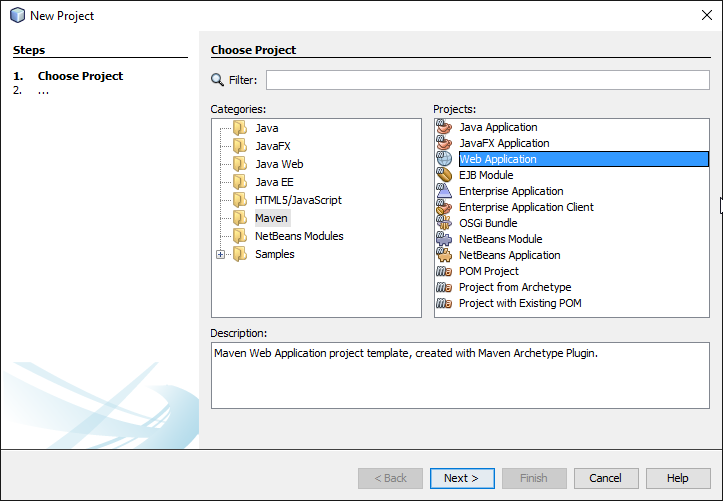 New Project
Steps
1. Choose Project
2. ...
Choose Project
Filter:
Categories:
Java
JavaFX
Java Web
Java EE
HTML5/JavaScript
Maven
NetBeans Modules
Samples
Projects:
Java Application
JavaFX Application
Web Application
EJB Module
Enterprise Application
Enterprise Application Client
OSGi Bundle
NetBeans Module
NetBeans Application
POM Project
Project from Archetype
Project with Existing POM
Description:
Maven Web Application project template, created with Maven Archetype Plugin.
< Back Next > Finish Cancel Help